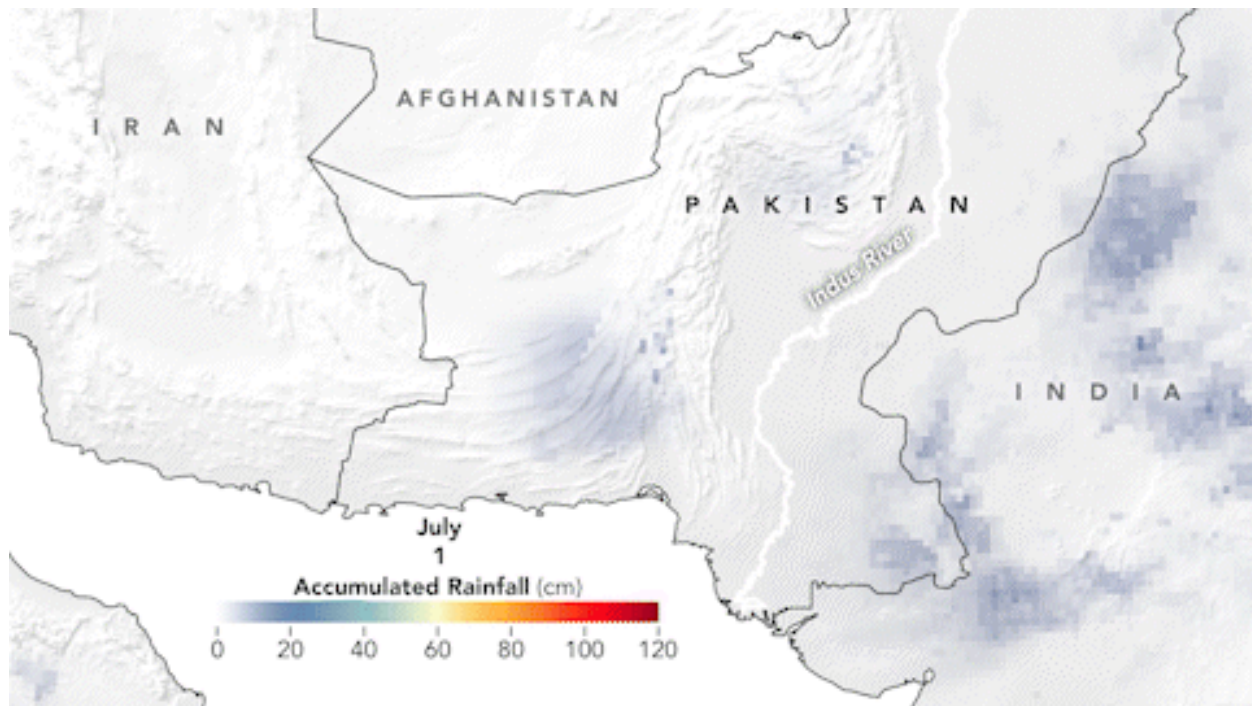 AFGHANISTAN
IRAN
PAKISTAN
Indus River
INDIA
July
1
Accumulated Rainfall (cm)
0 20 40 60 80 100 120